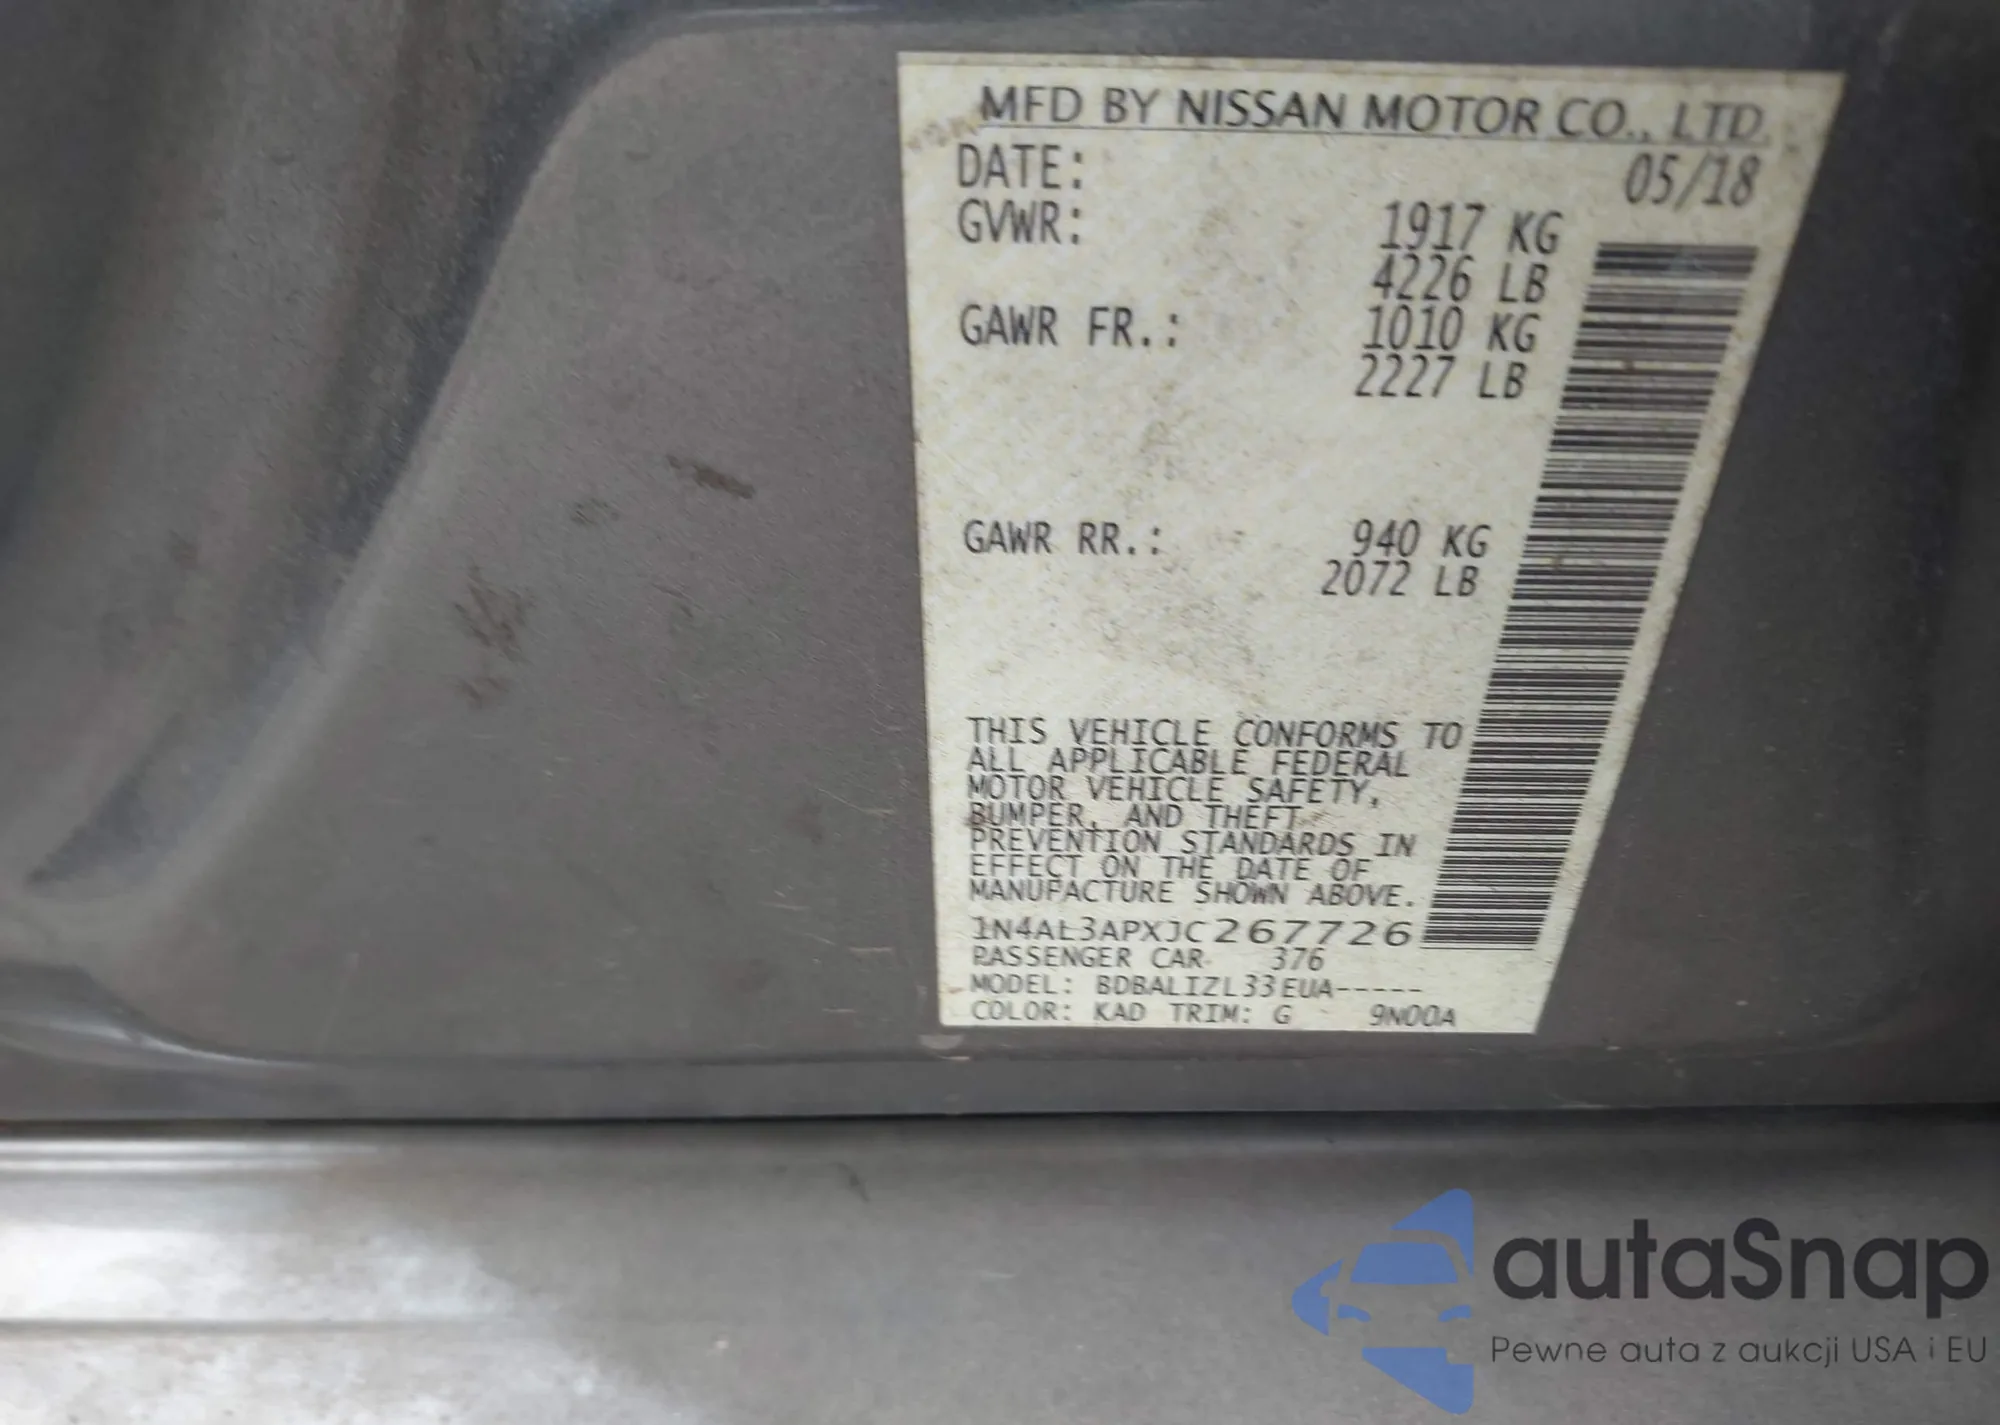 MFD BY NISSAN MOTOR CO., LTD.
DATE: 05/18
GVWR: 1917 KG
4226 LB
GAWR FR.: 1010 KG
2227 LB
GAWR RR.: 940 KG
2072 LB
THIS VEHICLE CONFORMS TO
ALL APPLICABLE FEDERAL
MOTOR VEHICLE SAFETY,
BUMPER, AND THEFT
PREVENTION STANDARDS IN
EFFECT ON THE DATE OF
MANUFACTURE SHOWN ABOVE.
1N4AL3APXJC267726
PASSENGER CAR 376
MODEL: BDBALIZL33EUA-----
COLOR: KAD TRIM: G 9N00A
autaSnap
Pewne auta z aukcji USA i EU